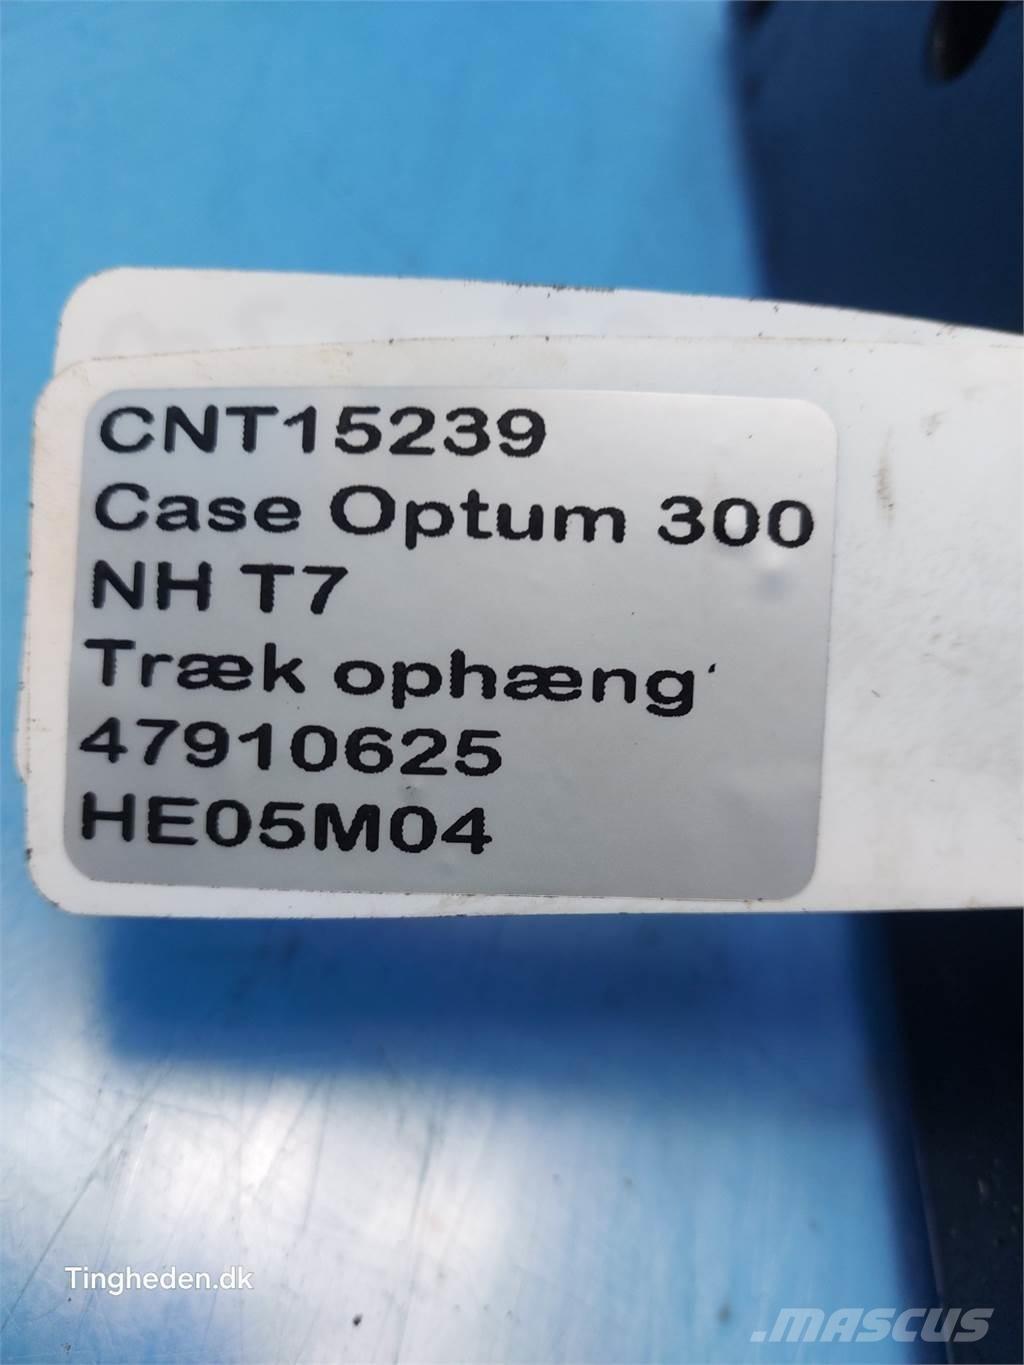 CNT15239
Case Optum 300
NH T7
Træk ophæng
47910625
HE05M04
Tingheden.dk
.MASCUS